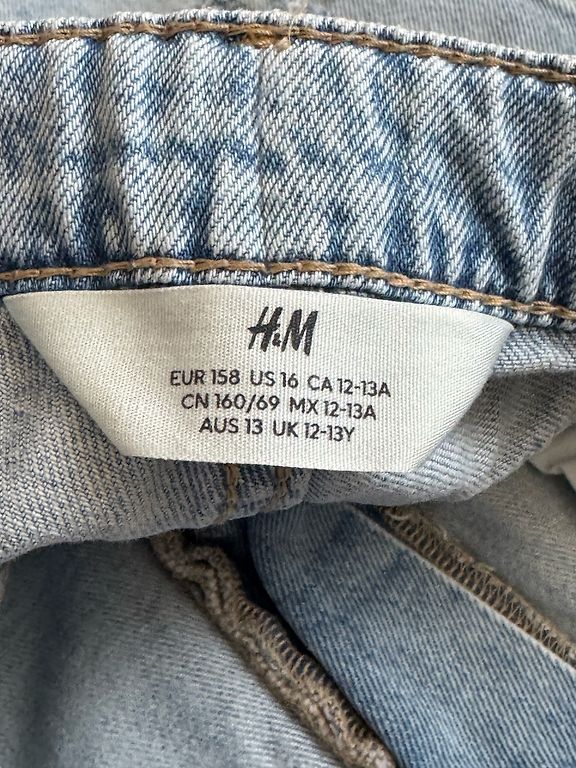 H&M
EUR 158 US 16 CA 12-13A
CN 160/69 MX 12-13A
AUS 13 UK 12-13Y